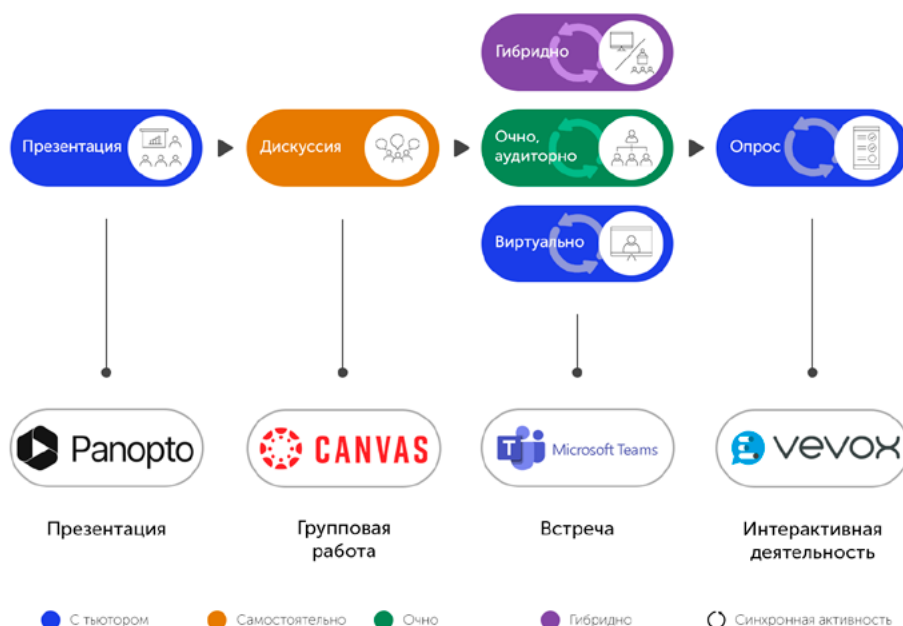 Гибридно
Презентация
Дискуссия
Очно,
аудиторно
Опрос
Виртуально
Panopto
CANVAS
Microsoft Teams
vevox
Презентация
Групповая
работа
Встреча
Интерактивная
деятельность
С тьютором
Самостоятельно
Очно
Гибридно
Синхронная активность